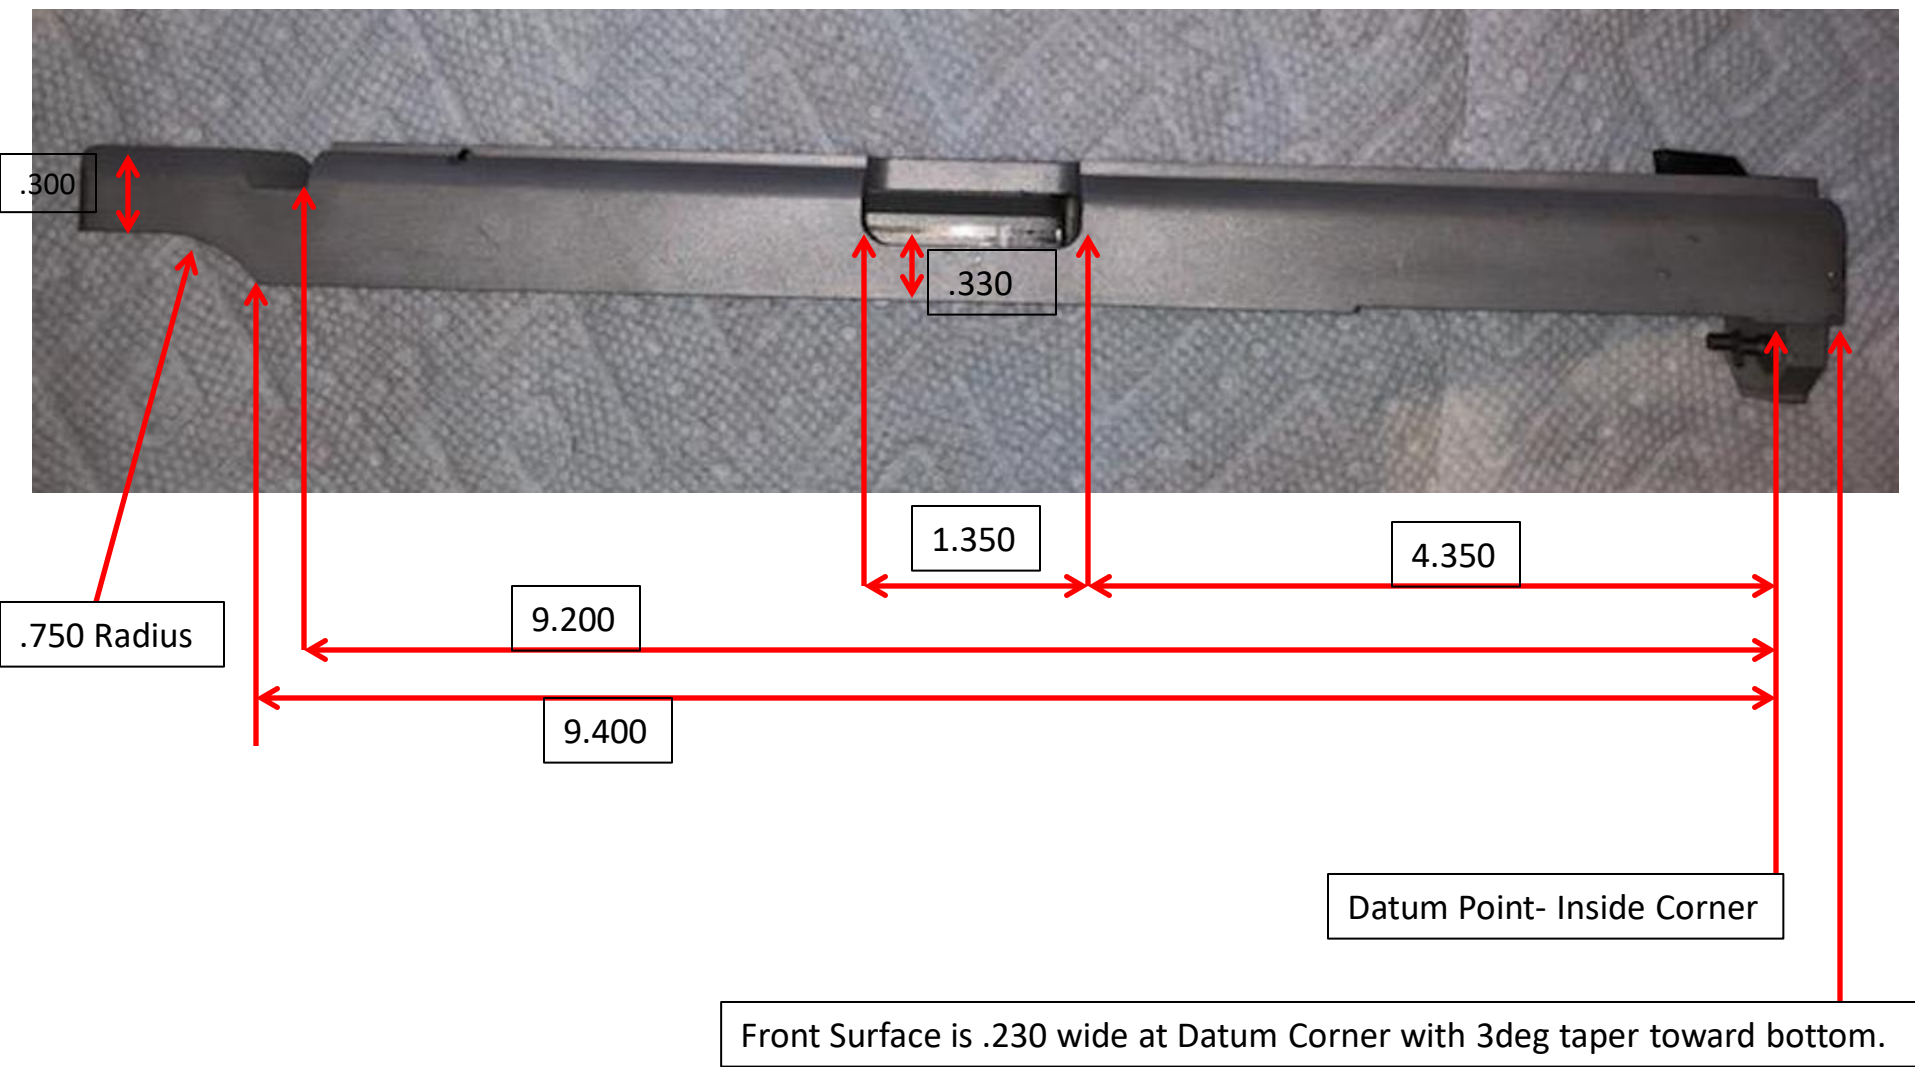 .300
.330
1.350
4.350
9.200
.750 Radius
9.400
Datum Point- Inside Corner
Front Surface is .230 wide at Datum Corner with 3deg taper toward bottom.